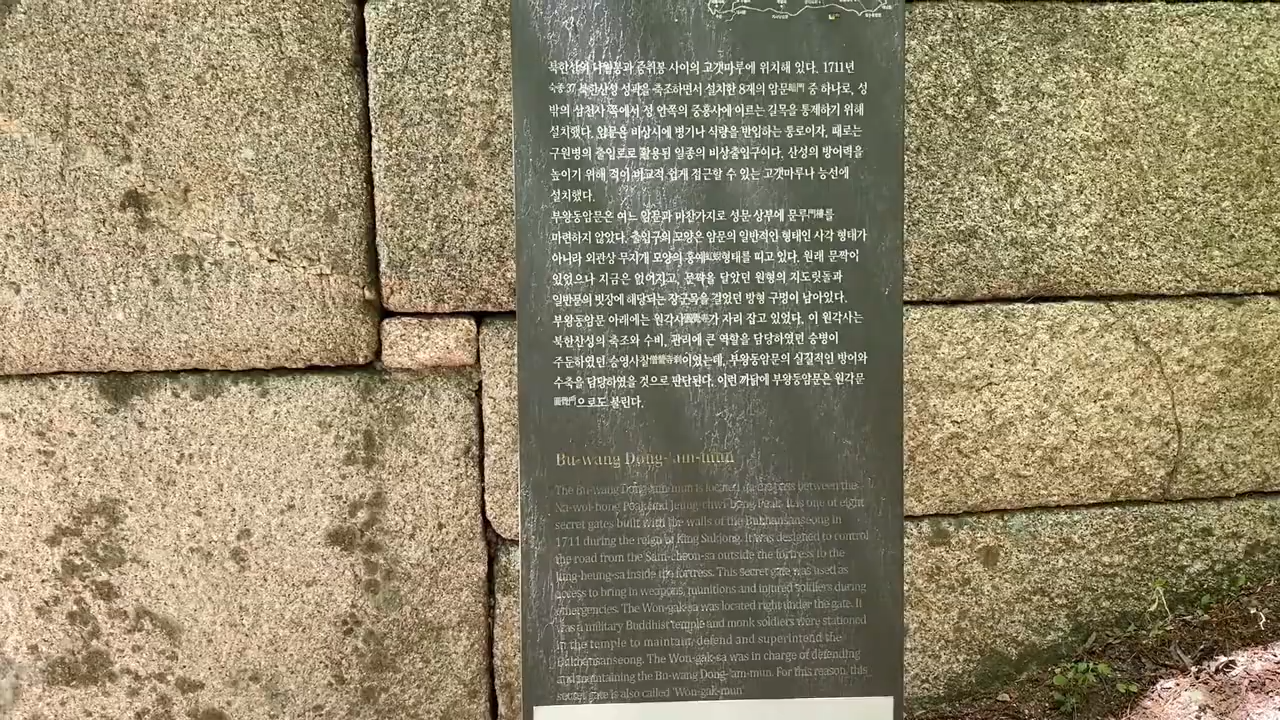 북한산의 나월봉과 증취봉 사이의 고갯마루에 위치해 있다. 1711년
숙종37 북한산성 성곽을 축조하면서 설치한 8개의 암문暗門 중 하나로, 성
밖의 삼천사 쪽에서 성 안쪽의 중흥사에 이르는 길목을 통제하기 위해
설치했다. 암문은 비상시에 병기나 식량을 반입하는 통로이자, 때로는
구원병의 출입로로 활용된 일종의 비상출입구이다. 산성의 방어력을
높이기 위해 적이 비교적 쉽게 접근할 수 있는 고갯마루나 능선에
설치했다.
부왕동암문은 여느 암문과 마찬가지로 성문 상부에 문루門樓를
마련하지 않았다. 출입구의 모양은 암문의 일반적인 형태인 사각 형태가
아니라 외관상 무지개 모양의 홍예虹蜺형태를 띠고 있다. 원래 문짝이
있었으나 지금은 없어지고, 문짝을 달았던 원형의 지도릿돌과
일반문의 빗장에 해당되는 장군목을 걸었던 방형 구멍이 남아있다.
부왕동암문 아래에는 원각사圓覺寺가 자리 잡고 있었다. 이 원각사는
북한산성의 축조와 수비, 관리에 큰 역할을 담당하였던 승병이
주둔하였던 승영사찰僧營寺刹이었는데, 부왕동암문의 실질적인 방어와
수축을 담당하였을 것으로 판단된다. 이런 까닭에 부왕동암문은 원각문
圓覺門으로도 불린다.
Bu-wang Dong-'am-mun
The Bu-wang Dong-'am-mun is located in the pass between the
Na-wol-bong Peak and Jeung-chwi-bong Peak. It is one of eight
secret gates built with the walls of the Bukhansanseong in
1711 during the reign of King Sukjong. It was designed to control
the road from the Sam-cheon-sa outside the fortress to the
Jung-heung-sa inside the fortress. This secret gate was used as
access to bring in weapons, munitions and injured soldiers during
emergencies. The Won-gak-sa was located right under the gate. It
was a military Buddhist temple and monk soldiers were stationed
in the temple to maintain, defend and superintend the
Bukhansanseong. The Won-gak-sa was in charge of defending
and maintaining the Bu-wang Dong-'am-mun. For this reason, this
secret gate is also called 'Won-gak-mun'